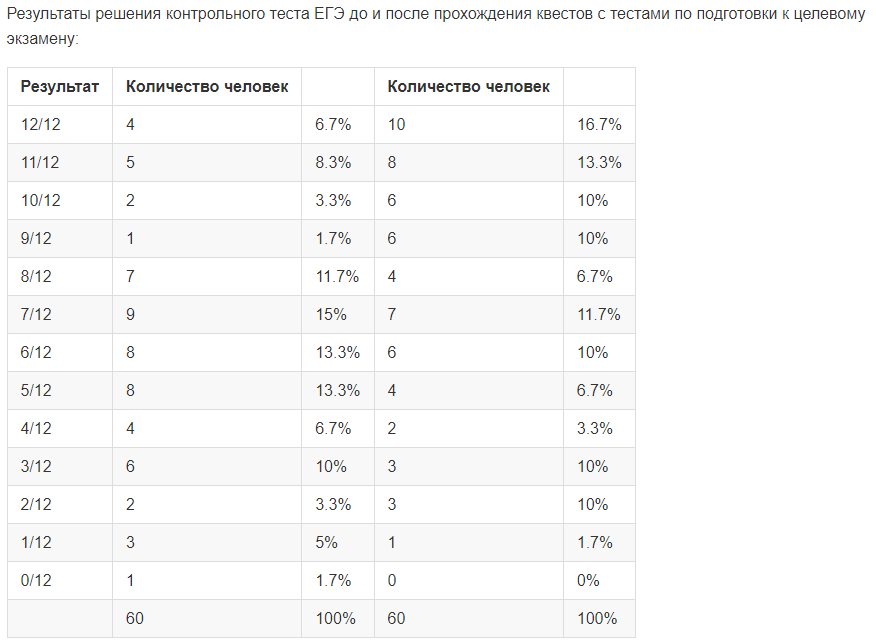 Результаты решения контрольного теста ЕГЭ до и после прохождения квестов с тестами по подготовки к целевому
экзамену:
Результат Количество человек Количество человек
12/12 4 6.7% 10 16.7%
11/12 5 8.3% 8 13.3%
10/12 2 3.3% 6 10%
9/12 1 1.7% 6 10%
8/12 7 11.7% 4 6.7%
7/12 9 15% 7 11.7%
6/12 8 13.3% 6 10%
5/12 8 13.3% 4 6.7%
4/12 4 6.7% 2 3.3%
3/12 6 10% 3 10%
2/12 2 3.3% 3 10%
1/12 3 5% 1 1.7%
0/12 1 1.7% 0 0%
60 100% 60 100%